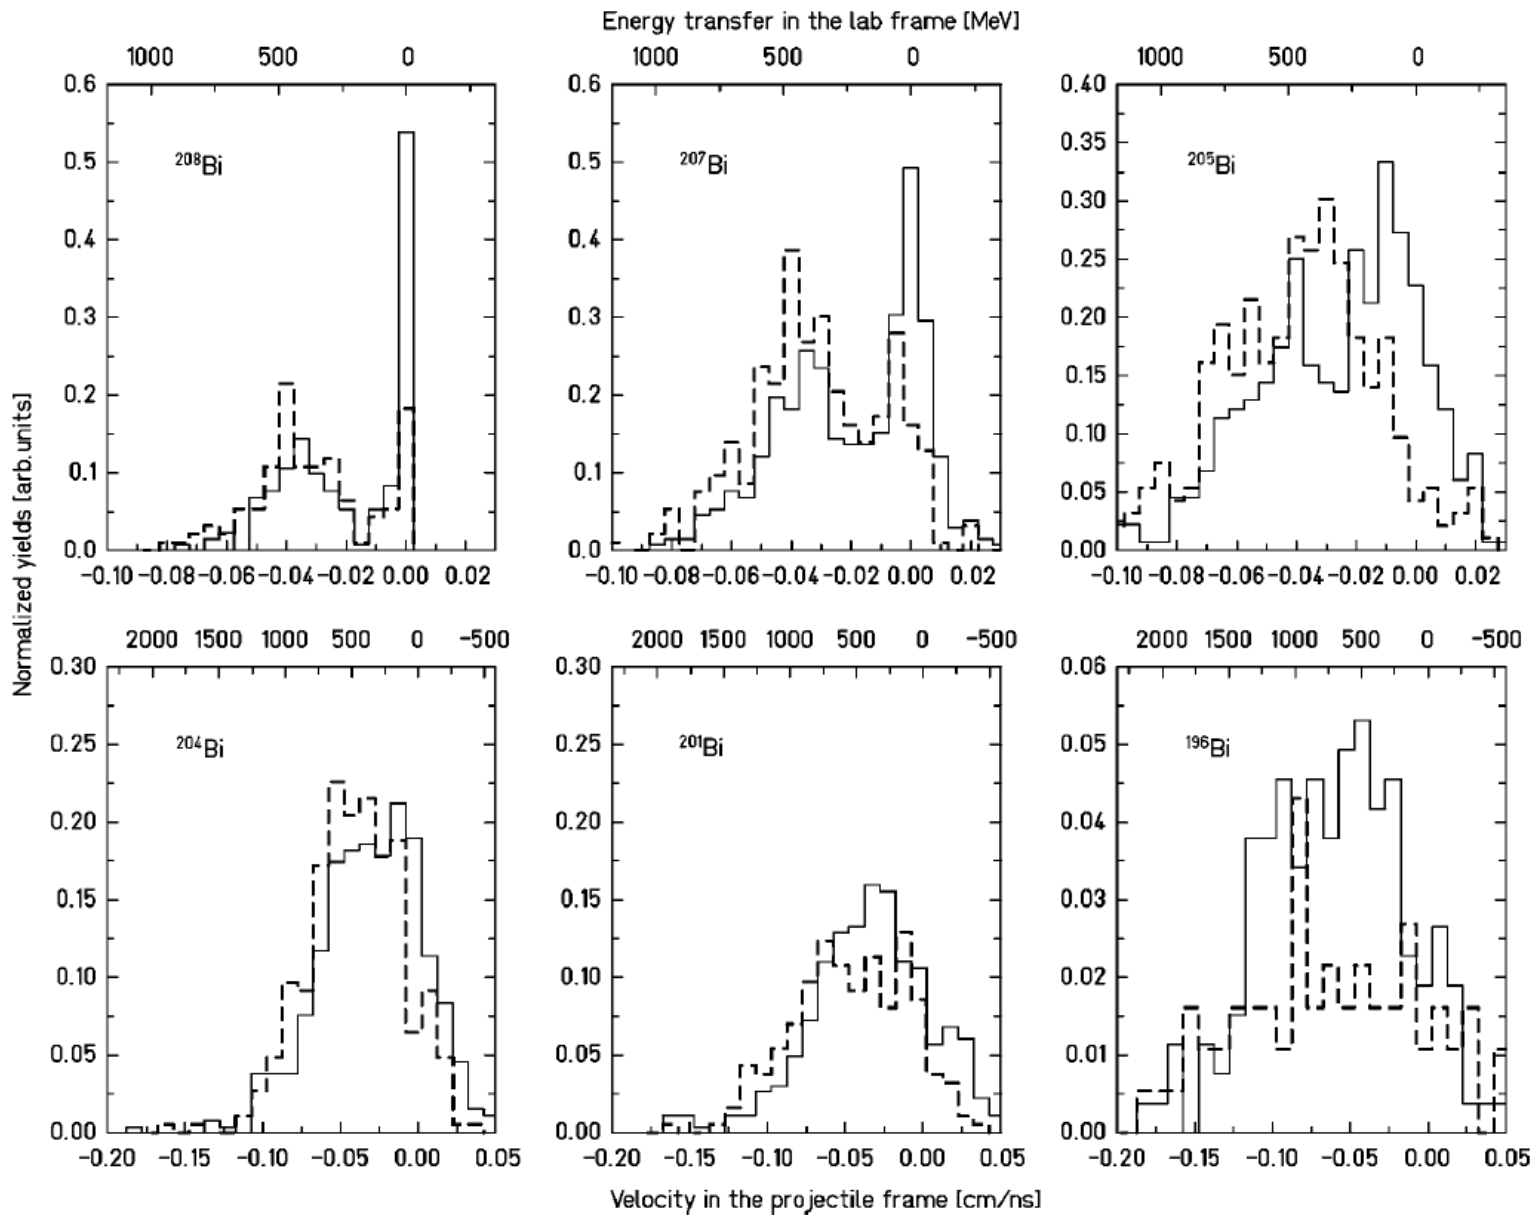 Energy transfer in the lab frame [MeV]
1000 500 0 1000 500 0 1000 500 0
0.6 0.6 0.40
0.35
0.5 ²⁰⁸Bi 0.5 ²⁰⁷Bi ²⁰⁵Bi
0.30
0.4 0.4
0.25
0.3 0.3 0.20
0.2 0.2 0.15
0.10
0.1 0.1
0.05
0.0 0.0 0.00
-0.10 -0.08 -0.06 -0.04 -0.02 0.00 0.02 -0.10 -0.08 -0.06 -0.04 -0.02 0.00 0.02 -0.10 -0.08 -0.06 -0.04 -0.02 0.00 0.02
Normalized yields [arb.units]
2000 1500 1000 500 0 -500 2000 1500 1000 500 0 -500 2000 1500 1000 500 0 -500
0.30 0.30 0.06
0.25 ²⁰⁴Bi 0.25 ²⁰¹Bi 0.05 ¹⁹⁶Bi
0.20 0.20 0.04
0.15 0.15 0.03
0.10 0.10 0.02
0.05 0.05 0.01
0.00 0.00 0.00
-0.20 -0.15 -0.10 -0.05 0.00 0.05 -0.20 -0.15 -0.10 -0.05 0.00 0.05 -0.20 -0.15 -0.10 -0.05 0.00 0.05
Velocity in the projectile frame [cm/ns]